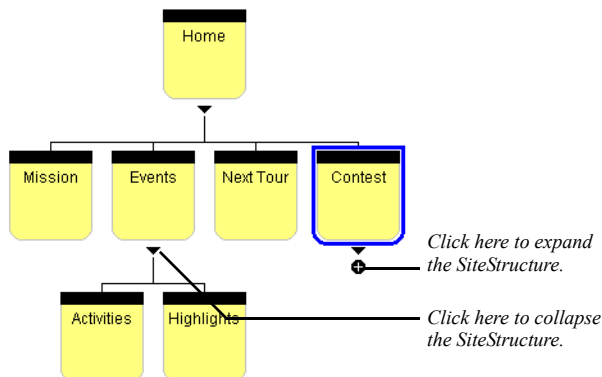 Home
Mission
Events
Next Tour
Contest
Click here to expand
the SiteStructure.
Activities
Highlights
Click here to collapse
the SiteStructure.